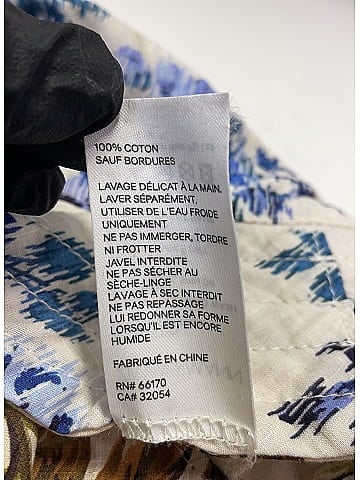 100% COTON
SAUF BORDURES
LAVAGE DÉLICAT À LA MAIN.
LAVER SÉPARÉMENT.
UTILISER DE L'EAU FROIDE
UNIQUEMENT
NE PAS IMMERGER, TORDRE
NI FROTTER
JAVEL INTERDITE
NE PAS SÉCHER AU
SÈCHE-LINGE
LAVAGE À SEC INTERDIT
NE PAS REPASSAGE
LUI REDONNER SA FORME
LORSQU'IL EST ENCORE
HUMIDE
FABRIQUÉ EN CHINE
RN# 66170
CA# 32054